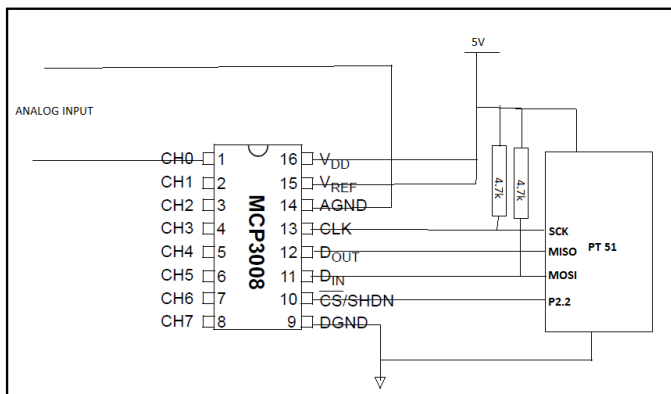 5V
ANALOG INPUT
4.7k
4.7k
CH0 1 16 VDD
CH1 2 15 VREF
CH2 3 14 AGND
CH3 4 13 CLK
CH4 5 12 DOUT
CH5 6 11 DIN
CH6 7 10 CS/SHDN
CH7 8 9 DGND
MCP3008
SCK
MISO
PT 51
MOSI
P2.2